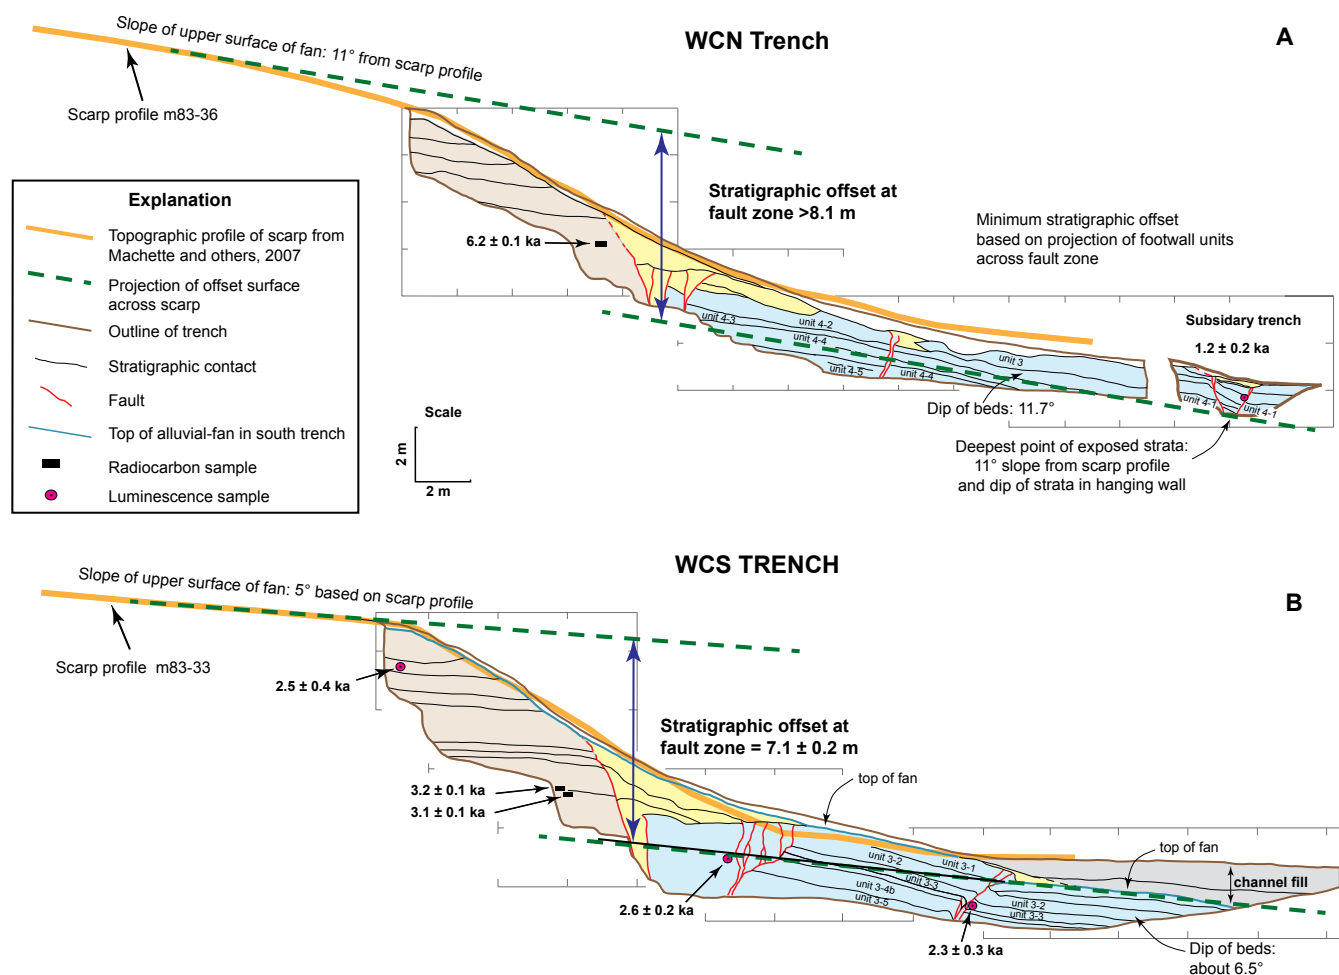 WCN Trench
A
Slope of upper surface of fan: 11° from scarp profile
Scarp profile m83-36
Explanation
Topographic profile of scarp from
Machette and others, 2007
Projection of offset surface
across scarp
Outline of trench
Stratigraphic contact
Fault
Top of alluvial-fan in south trench
Radiocarbon sample
Luminescence sample
6.2 ± 0.1 ka
Stratigraphic offset at
fault zone >8.1 m
Minimum stratigraphic offset
based on projection of footwall units
across fault zone
Subsidary trench
1.2 ± 0.2 ka
unit 4-3
unit 4-2
unit 4-4
unit 4-5
unit 4-4
unit 3
unit 4-1
unit 4-1
Dip of beds: 11.7°
Deepest point of exposed strata:
11° slope from scarp profile
and dip of strata in hanging wall
Scale
2 m
2 m
WCS TRENCH
B
Slope of upper surface of fan: 5° based on scarp profile
Scarp profile m83-33
2.5 ± 0.4 ka
Stratigraphic offset at
fault zone = 7.1 ± 0.2 m
3.2 ± 0.1 ka
3.1 ± 0.1 ka
top of fan
top of fan
channel fill
unit 3-2
unit 3-1
unit 3-3
unit 3-4b
unit 3-5
unit 3-2
unit 3-3
2.6 ± 0.2 ka
2.3 ± 0.3 ka
Dip of beds:
about 6.5°